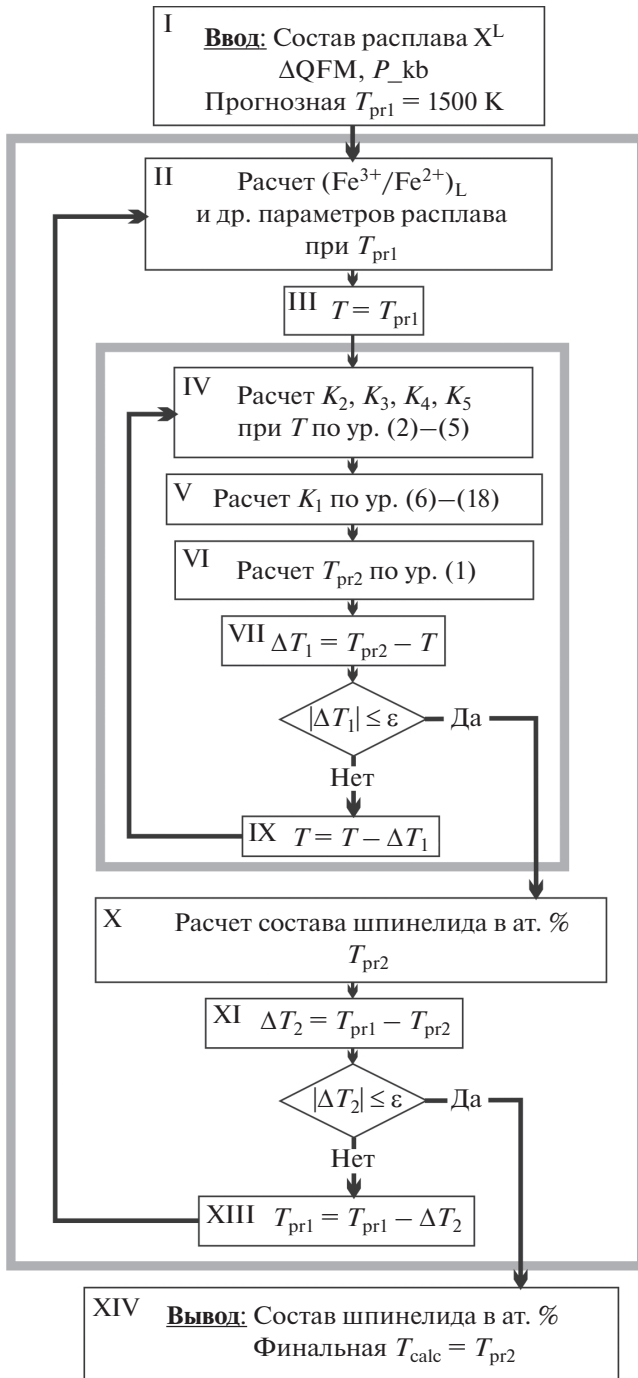 I
Ввод: Состав расплава X^L
ΔQFM, P_kb
Прогнозная T_pr1 = 1500 K
II
Расчет (Fe^3+/Fe^2+)_L
и др. параметров расплава
при T_pr1
III T = T_pr1
IV
Расчет K_2, K_3, K_4, K_5
при T по ур. (2)–(5)
V Расчет K_1 по ур. (6)–(18)
VI
Расчет T_pr2 по ур. (1)
VII ΔT_1 = T_pr2 – T
|ΔT_1| ≤ ε Да
Нет
IX T = T – ΔT_1
X Расчет состава шпинелида в ат. %
T_pr2
XI ΔT_2 = T_pr1 – T_pr2
|ΔT_2| ≤ ε Да
Нет
XIII T_pr1 = T_pr1 – ΔT_2
XIV
Вывод: Состав шпинелида в ат. %
Финальная T_calc = T_pr2